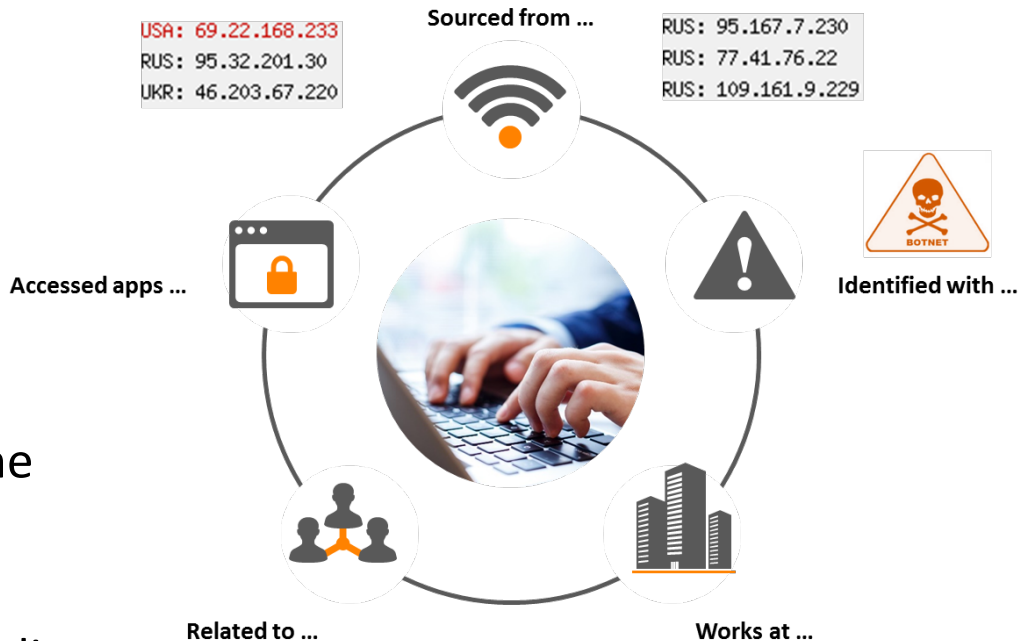 Sourced from ...
USA: 69.22.168.233
RUS: 95.32.201.30
UKR: 46.203.67.220
RUS: 95.167.7.230
RUS: 77.41.76.22
RUS: 109.161.9.229
BOTNET
Accessed apps ...
Identified with ...
ne
Related to ...
Works at ...